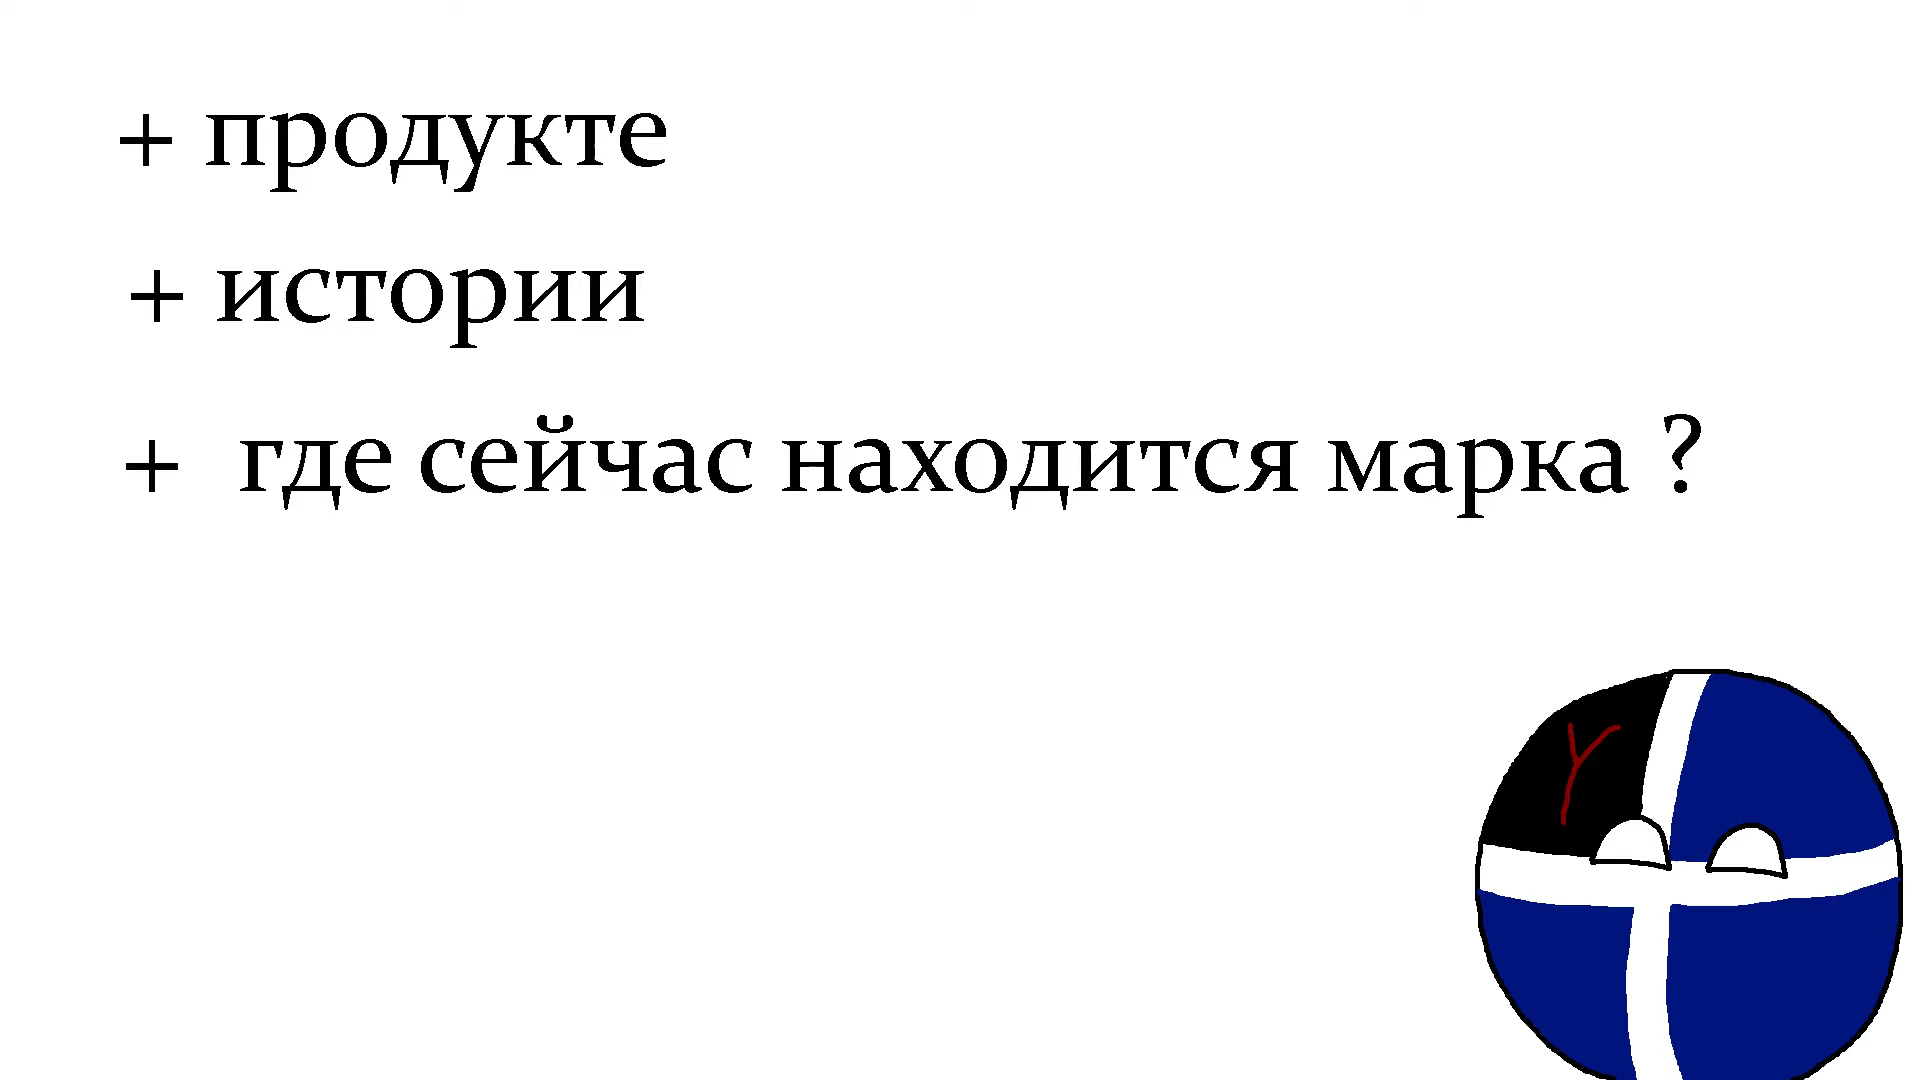 + продукте
+ истории
+ где сейчас находится марка ?
Y